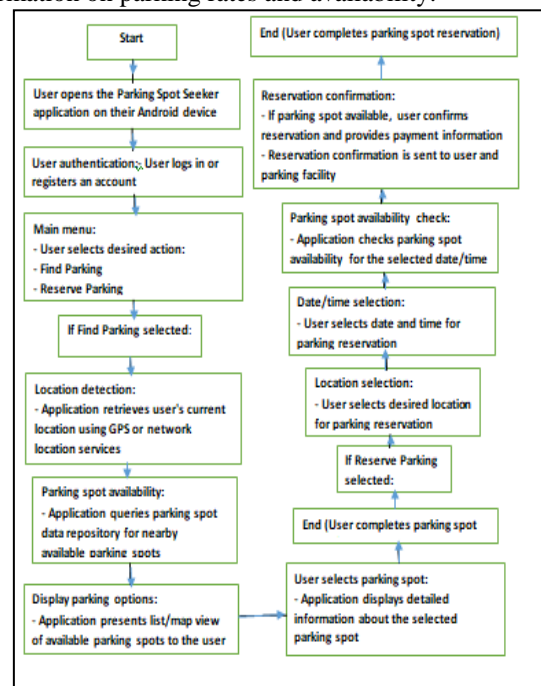 rmation on parking rates and availability.
Start
User opens the Parking Spot Seeker
application on their Android device
User authentication:; User logs in or
registers an account
Main menu:
- User selects desired action:
- Find Parking
- Reserve Parking
If Find Parking selected:
Location detection:
- Application retrieves user's current
location using GPS or network
location services
Parking spot availability:
- Application queries parking spot
data repository for nearby
available parking spots
Display parking options:
- Application presents list/map view
of available parking spots to the user
User selects parking spot:
- Application displays detailed
information about the selected
parking spot
End (User completes parking spot
If Reserve Parking
selected:
Location selection:
- User selects desired location
for parking reservation
Date/time selection:
- User selects date and time for
parking reservation
Parking spot availability check:
- Application checks parking spot
availability for the selected date/time
Reservation confirmation:
- If parking spot available, user confirms
reservation and provides payment information
- Reservation confirmation is sent to user and
parking facility
End (User completes parking spot reservation)